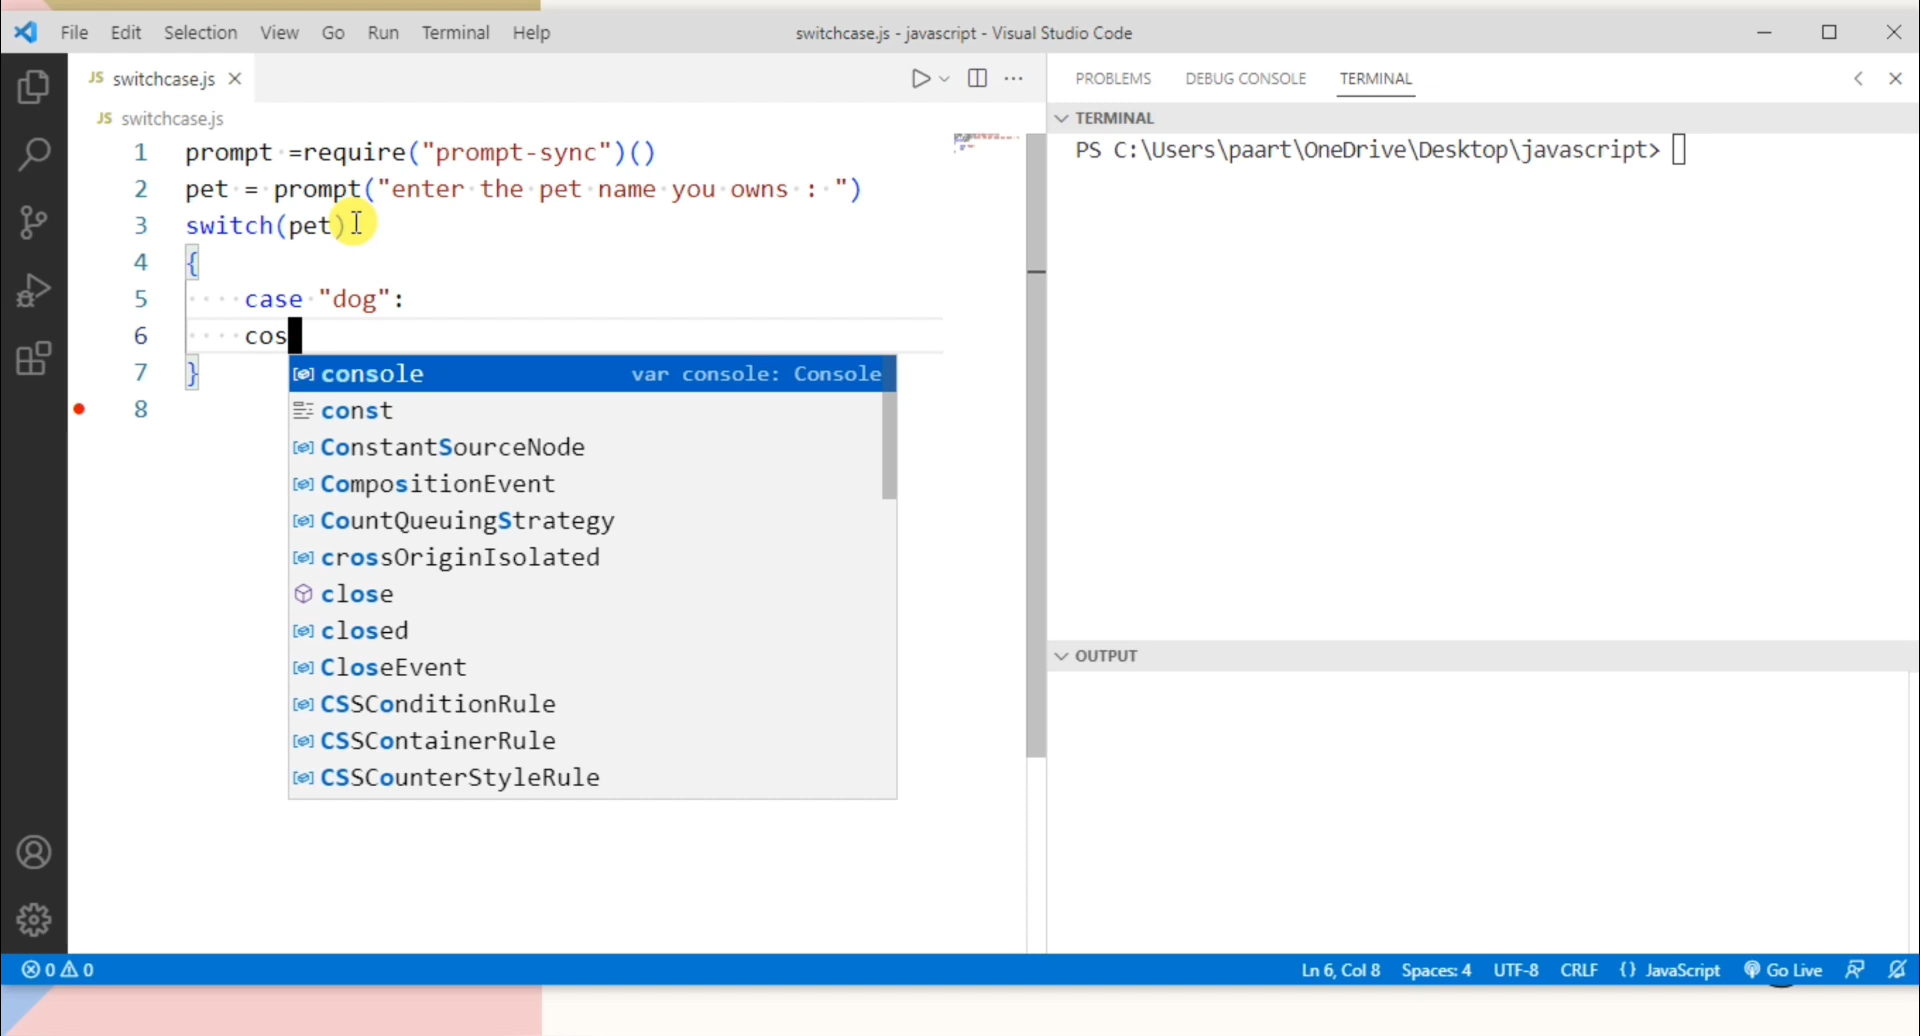 File Edit Selection View Go Run Terminal Help
switchcase.js - javascript - Visual Studio Code
JS switchcase.js
JS switchcase.js
1 prompt =require("prompt-sync")()
2 pet = prompt("enter the pet name you owns : ")
3 switch(pet)
4 {
5 case "dog":
6 cos
7 }
8
console var console: Console
const
ConstantSourceNode
CompositionEvent
CountQueuingStrategy
crossOriginIsolated
close
closed
CloseEvent
CSSConditionRule
CSSContainerRule
CSSCounterStyleRule
PROBLEMS DEBUG CONSOLE TERMINAL
TERMINAL
PS C:\Users\paart\OneDrive\Desktop\javascript>
OUTPUT
0 0
Ln 6, Col 8 Spaces: 4 UTF-8 CRLF {} JavaScript Go Live